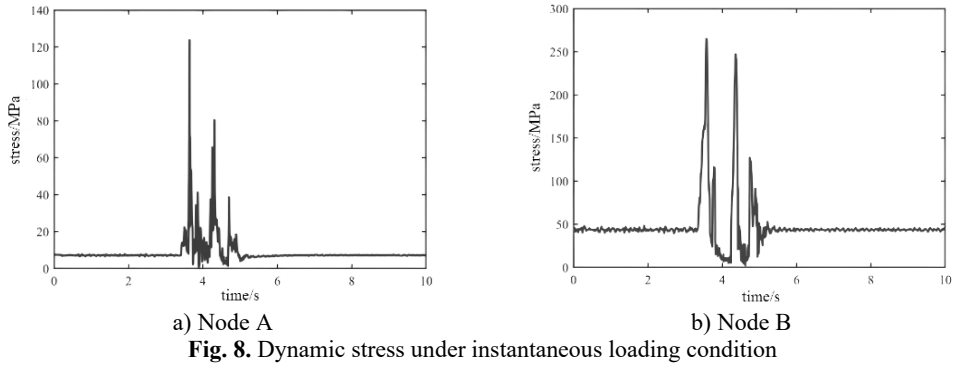 140
120
100
80
60
40
20
0
stress/MPa
0 2 4 6 8 10
time/s
a) Node A
300
250
200
150
100
50
0
stress/MPa
0 2 4 6 8 10
time/s
b) Node B
Fig. 8. Dynamic stress under instantaneous loading condition